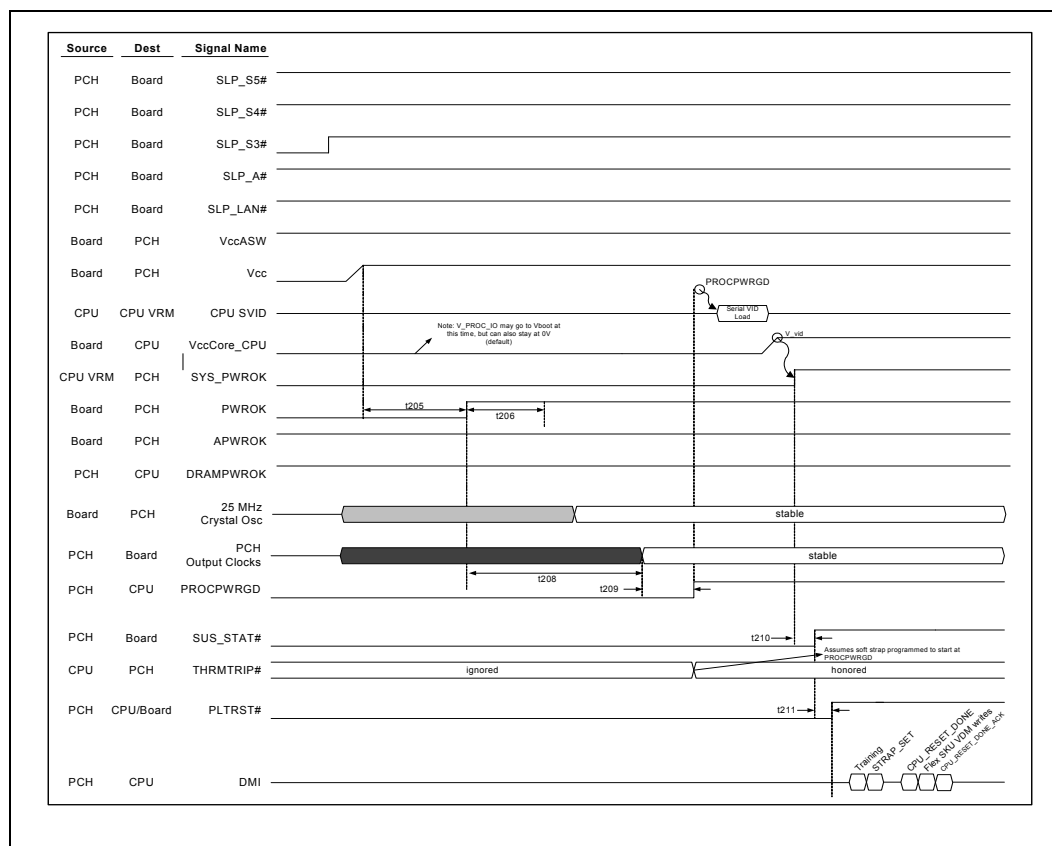 Source Dest Signal Name
PCH Board SLP_S5#
PCH Board SLP_S4#
PCH Board SLP_S3#
PCH Board SLP_A#
PCH Board SLP_LAN#
Board PCH VccASW
Board PCH Vcc
PROCPWRGD
CPU CPU VRM CPU SVID
Serial VID
Load
Note: V_PROC_IO may go to Vboot at
this time, but can also stay at 0V
(default)
V_vid
Board CPU VccCore_CPU
CPU VRM PCH SYS_PWROK
Board PCH PWROK
t205
t206
Board PCH APWROK
PCH CPU DRAMPWROK
Board PCH 25 MHz
Crystal Osc
stable
PCH Board PCH
Output Clocks
stable
t208
t209
PCH CPU PROCPWRGD
PCH Board SUS_STAT#
t210
Assumes soft strap programmed to start at
PROCPWRGD
CPU PCH THRMTRIP#
ignored
honored
PCH CPU/Board PLTRST#
t211
Training
STRAP_SET
CPU_RESET_DONE
Flex SKU VDM writes
CPU_RESET_DONE_ACK
PCH CPU DMI